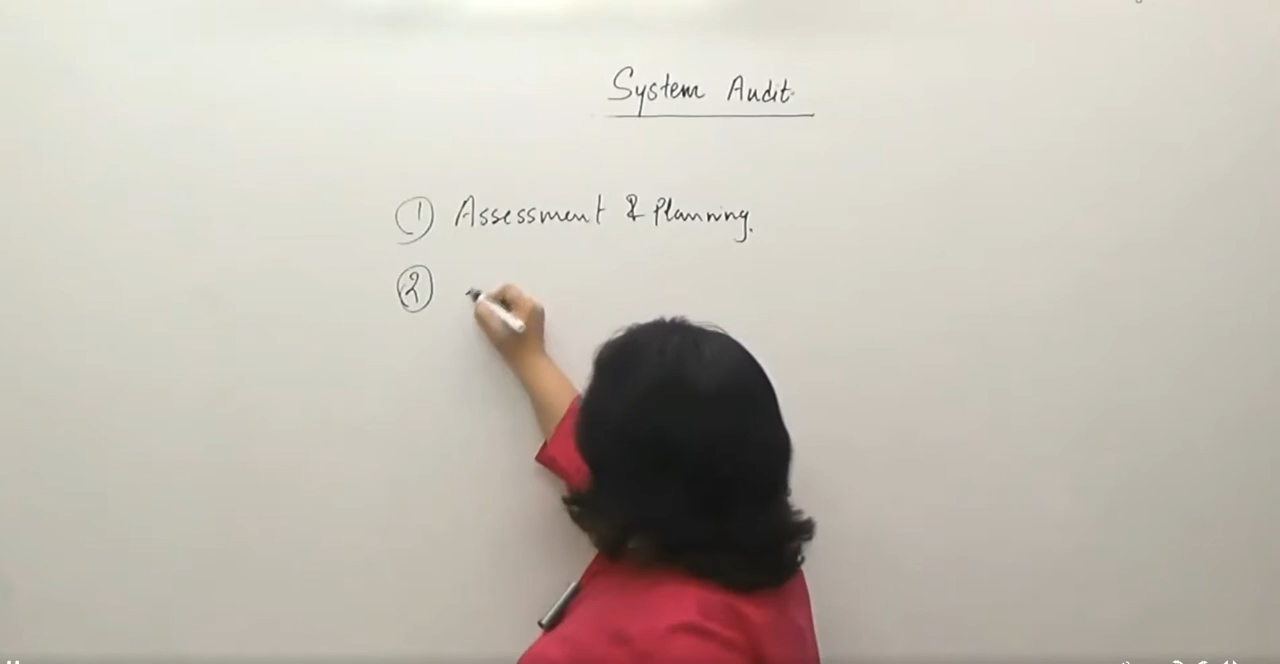 System Audit
① Assessment & Planning.
②